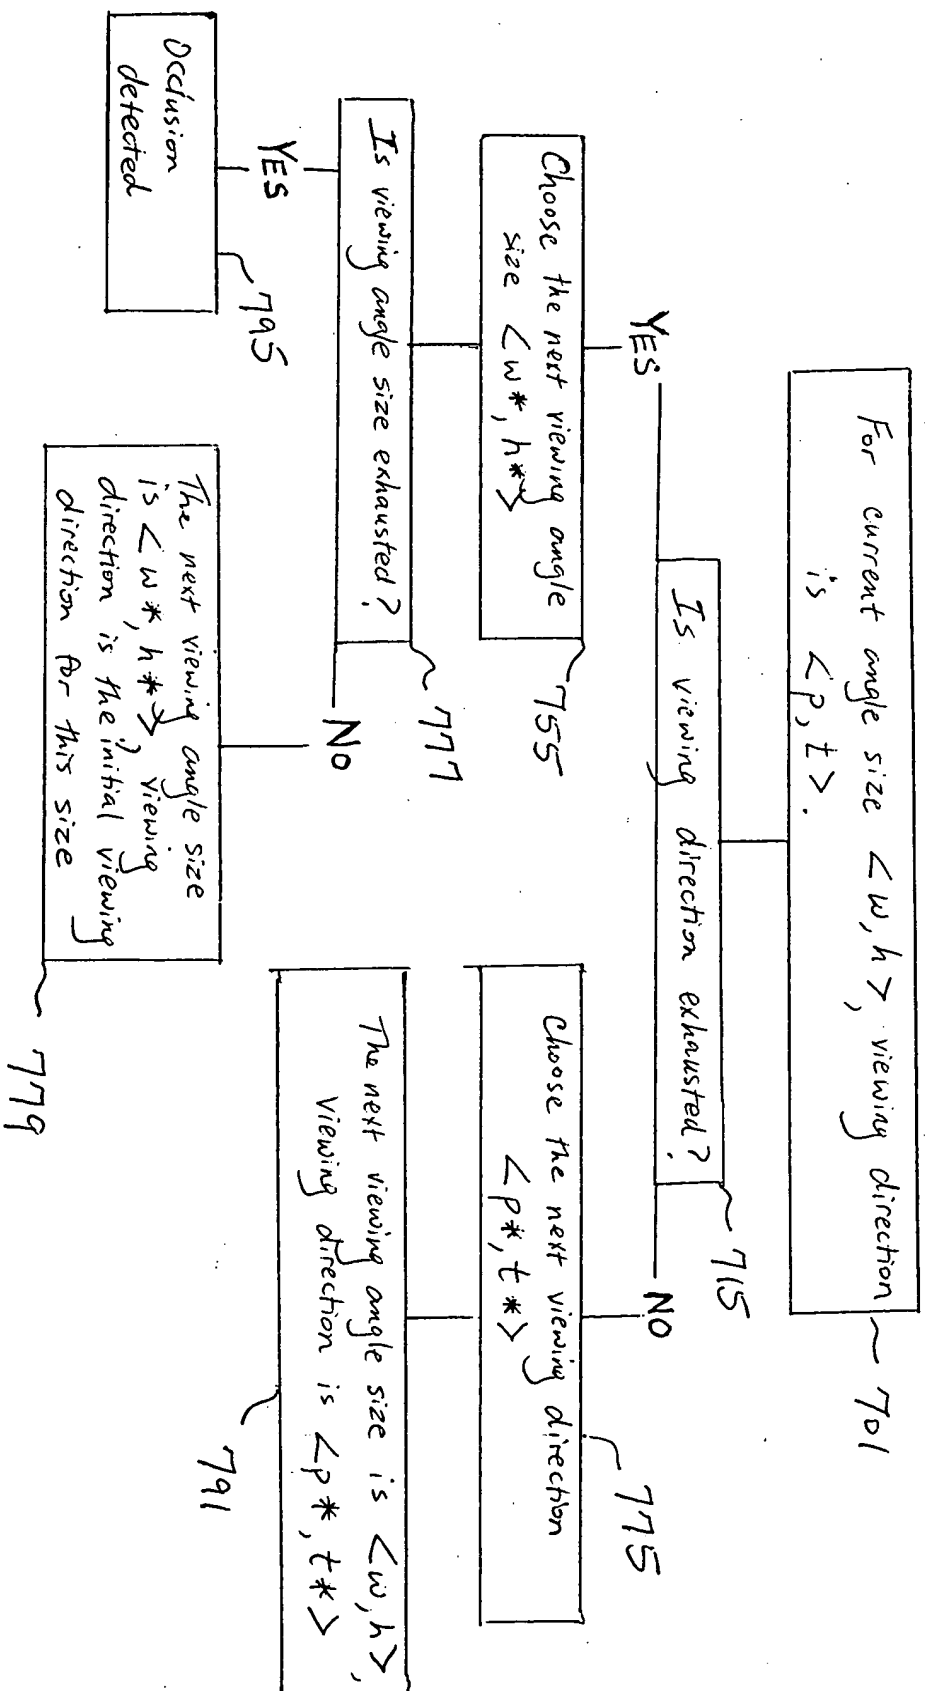 For current angle size <w, h>, viewing direction
is <p, t>.
701
Is viewing direction exhausted?
715
YES
NO
Choose the next viewing angle
size <w*, h*>
755
Choose the next viewing direction
<p*, t*>
775
Is viewing angle size exhausted?
777
The next viewing angle size is <w, h>,
viewing direction is <p*, t*>
791
YES
NO
Occlusion
detected
795
The next viewing angle size
is <w*, h*>, viewing
direction is the initial viewing
direction for this size
779